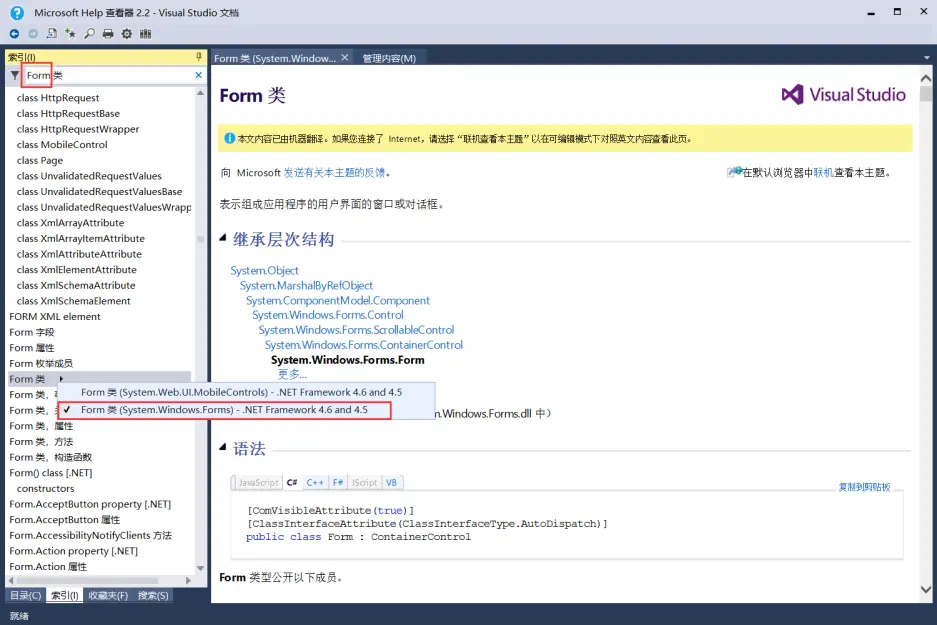 Microsoft Help 查看器 2.2 - Visual Studio 文档
索引(I)
Form 类
class HttpRequest
class HttpRequestBase
class HttpRequestWrapper
class MobileControl
class Page
class UnvalidatedRequestValues
class UnvalidatedRequestValuesBase
class UnvalidatedRequestValuesWrapp
class XmlArrayAttribute
class XmlArrayItemAttribute
class XmlAttributeAttribute
class XmlElementAttribute
class XmlSchemaAttribute
class XmlSchemaElement
FORM XML element
Form 字段
Form 属性
Form 枚举成员
Form 类
Form 类，
Form 类，
Form 类，属性
Form 类，方法
Form 类，构造函数
Form() class [.NET]
constructors
Form.AcceptButton property [.NET]
Form.AcceptButton 属性
Form.AccessibilityNotifyClients 方法
Form.Action property [.NET]
Form.Action 属性
目录(C) 索引(I) 收藏夹(F) 搜索(S)
就绪
Form 类 (System.Window... 管理内容(M)
Form 类
Visual Studio
本文内容已由机器翻译。如果您连接了 Internet，请选择“联机查看本主题”以在可编辑模式下对照英文内容查看此页。
向 Microsoft 发送有关本主题的反馈。
在默认浏览器中联机查看本主题。
表示组成应用程序的用户界面的窗口或对话框。
继承层次结构
System.Object
System.MarshalByRefObject
System.ComponentModel.Component
System.Windows.Forms.Control
System.Windows.Forms.ScrollableControl
System.Windows.Forms.ContainerControl
System.Windows.Forms.Form
更多...
Form 类 (System.Web.UI.MobileControls) - .NET Framework 4.6 and 4.5
✓ Form 类 (System.Windows.Forms) - .NET Framework 4.6 and 4.5
.Windows.Forms.dll 中）
语法
JavaScript C# C++ F# JScript VB
复制到剪贴板
[ComVisibleAttribute(true)]
[ClassInterfaceAttribute(ClassInterfaceType.AutoDispatch)]
public class Form : ContainerControl
Form 类型公开以下成员。